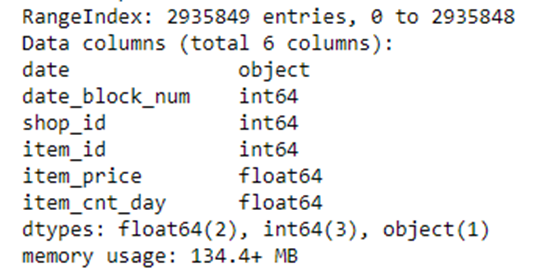 RangeIndex: 2935849 entries, 0 to 2935848
Data columns (total 6 columns):
date                object
date_block_num      int64
shop_id             int64
item_id             int64
item_price          float64
item_cnt_day        float64
dtypes: float64(2), int64(3), object(1)
memory usage: 134.4+ MB